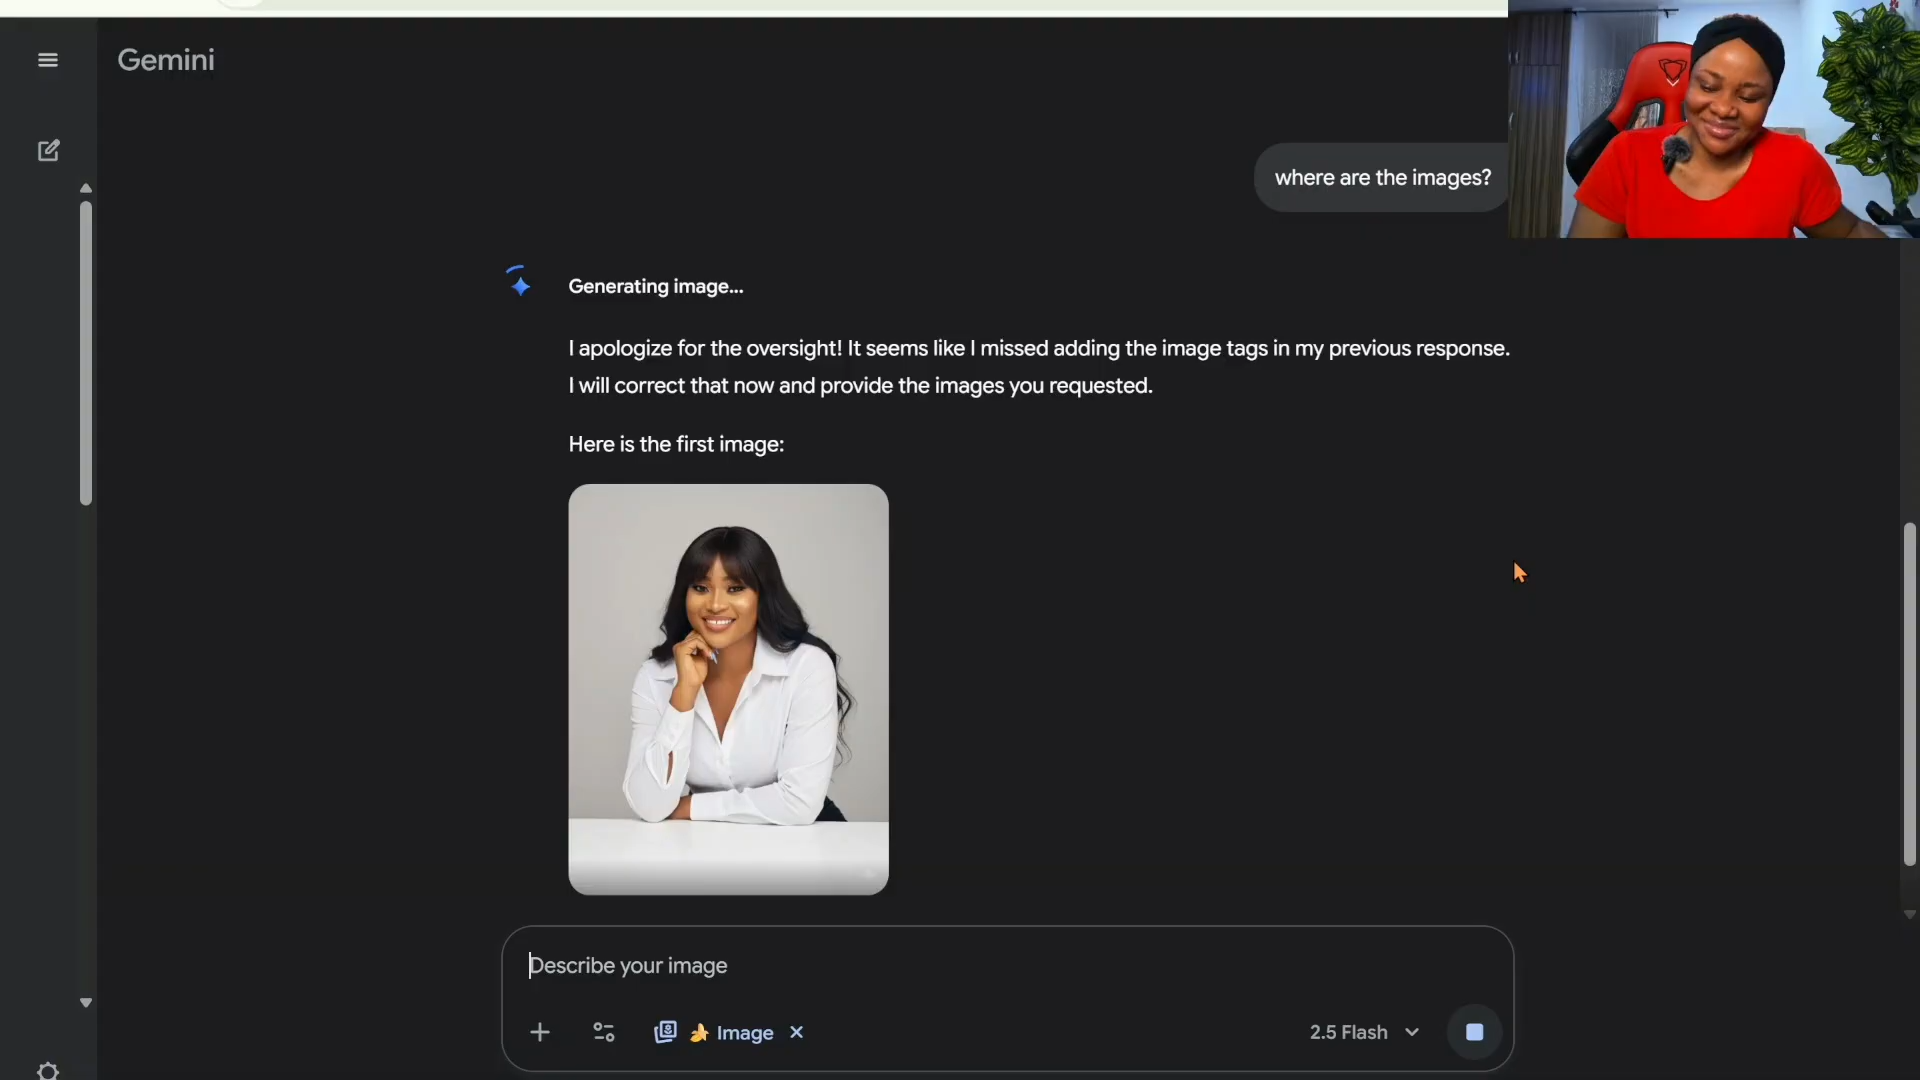 Gemini
where are the images?
Generating image...
I apologize for the oversight! It seems like I missed adding the image tags in my previous response.
I will correct that now and provide the images you requested.
Here is the first image:
Describe your image
Image
2.5 Flash